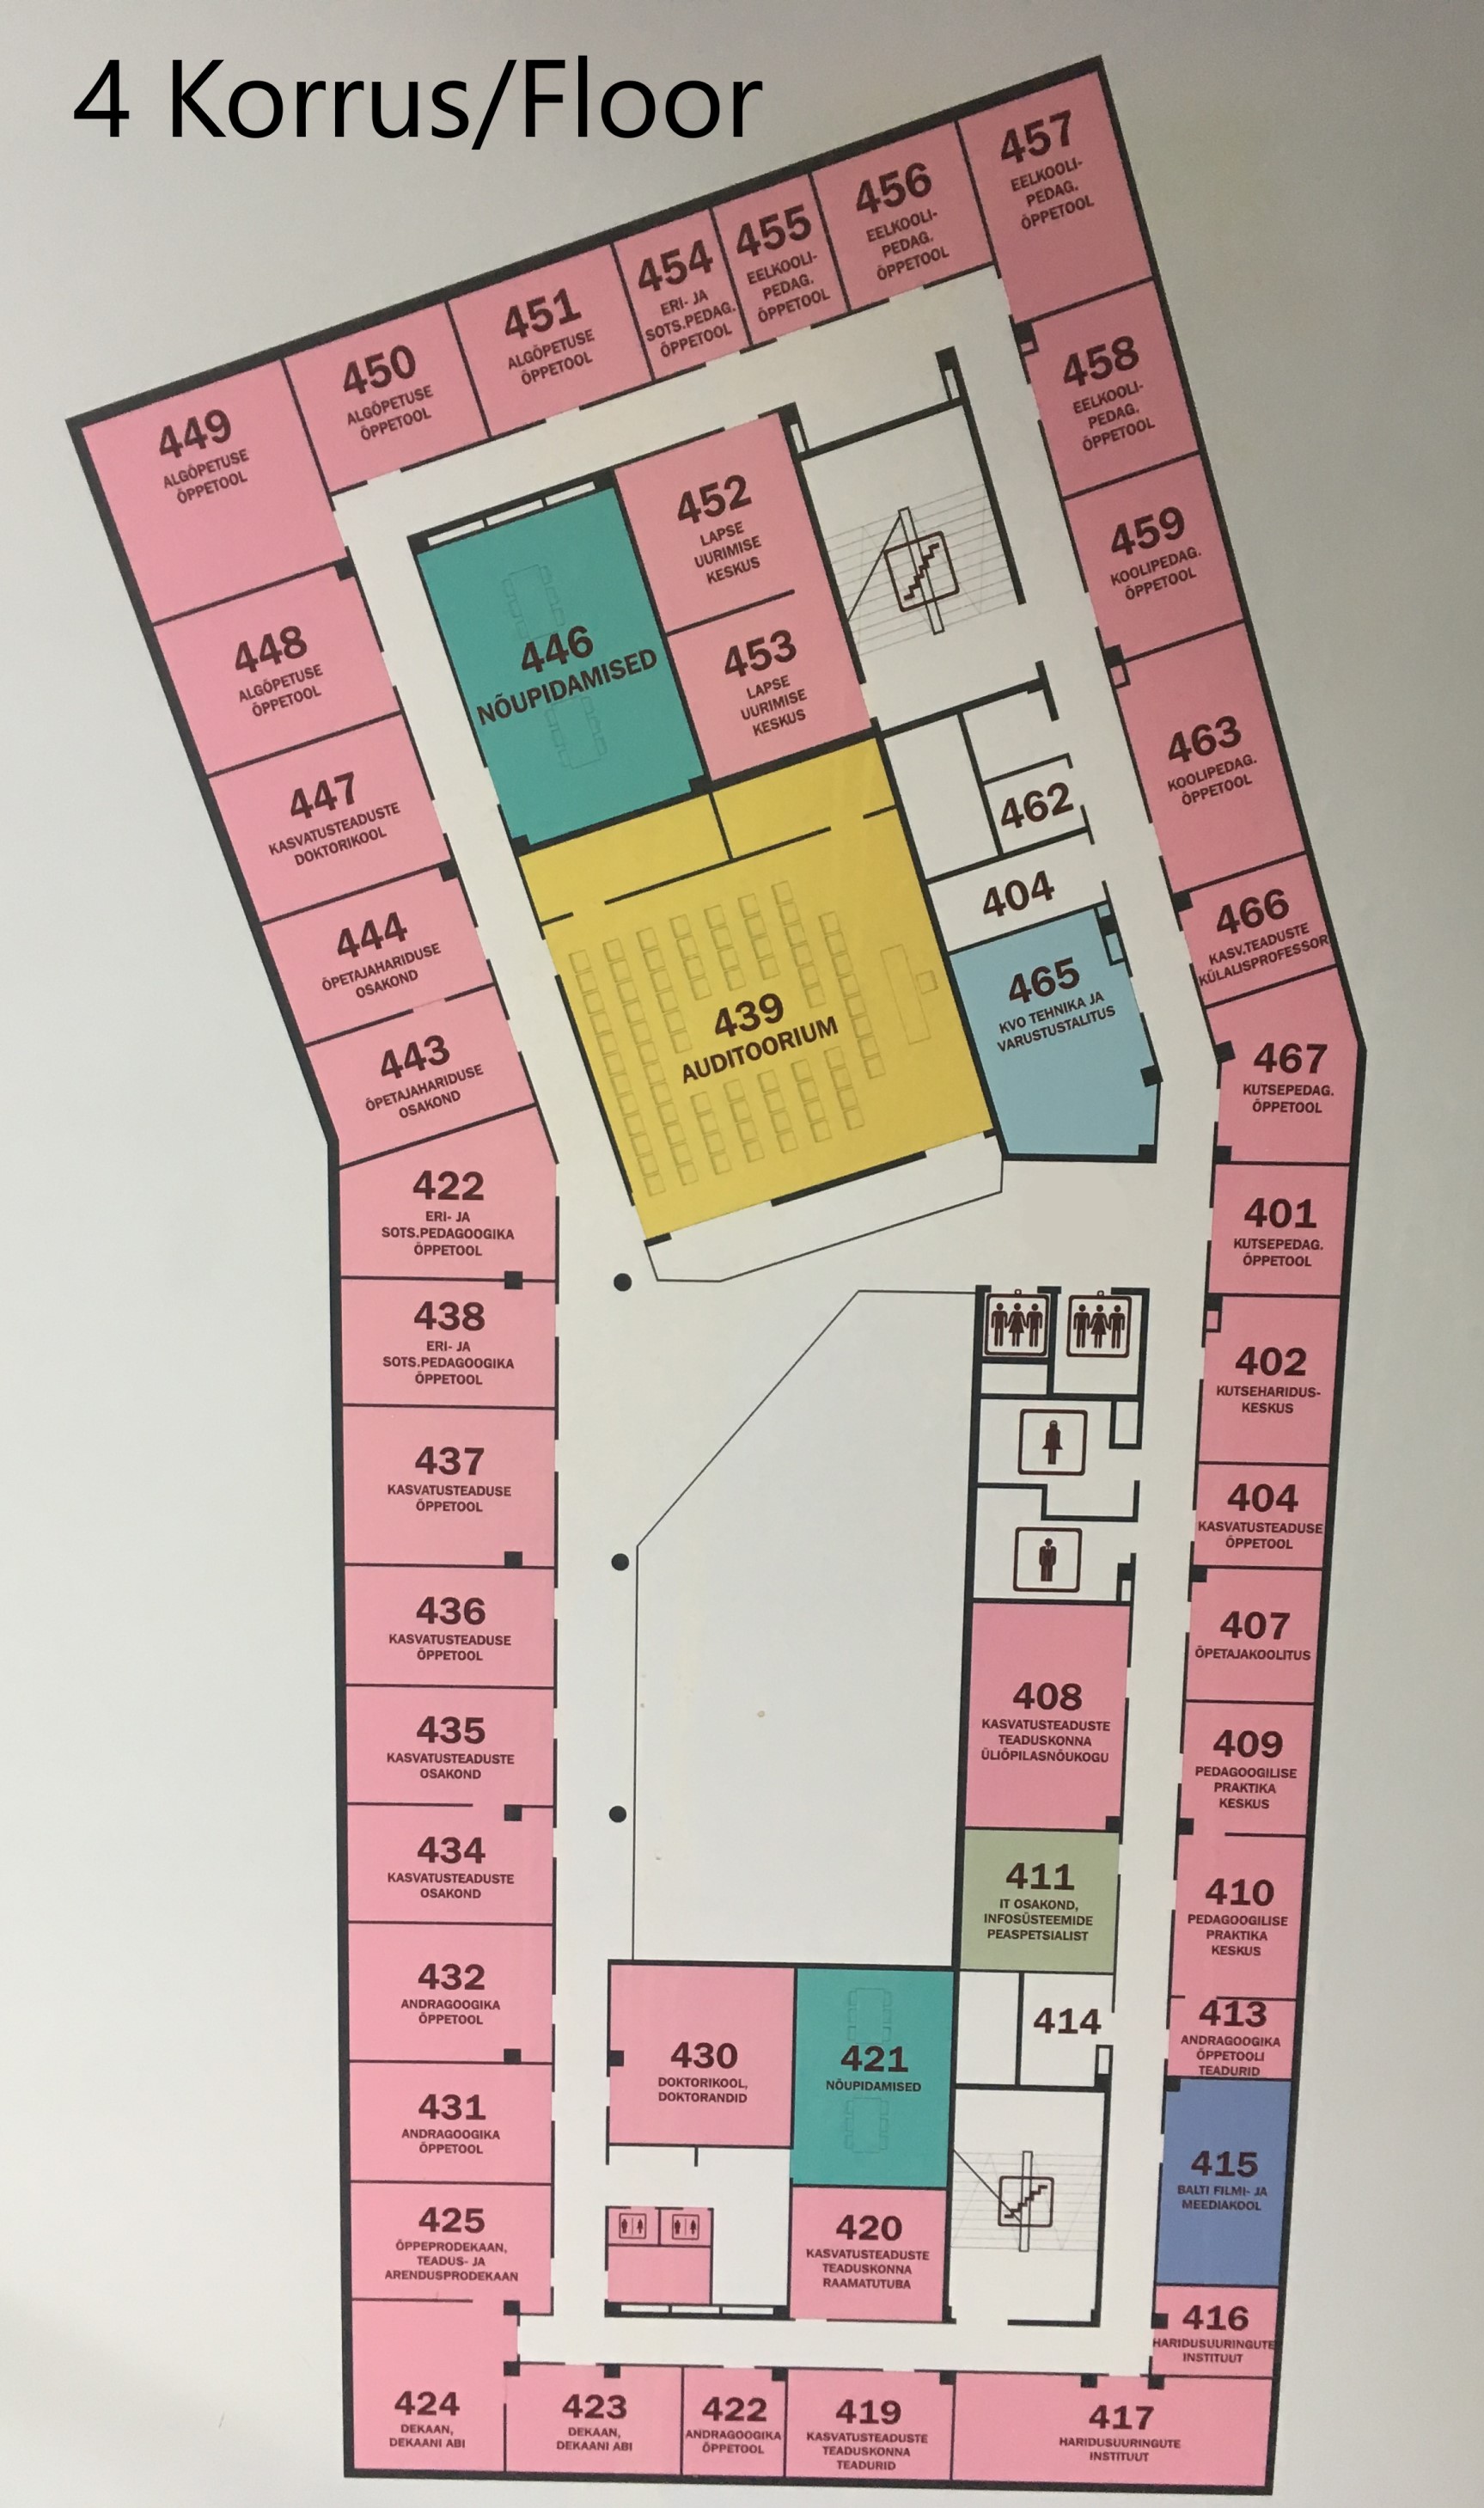 4 Korrus/Floor
457
EELKOOLI-
PEDAG.
ÕPPETOOL
456
EELKOOLI-
PEDAG.
ÕPPETOOL
455
EELKOOLI-
PEDAG.
ÕPPETOOL
454
ERI- JA
SOTS.PEDAG.
ÕPPETOOL
451
ALGÕPETUSE
ÕPPETOOL
450
ALGÕPETUSE
ÕPPETOOL
449
ALGÕPETUSE
ÕPPETOOL
458
EELKOOLI-
PEDAG.
ÕPPETOOL
452
LAPSE
UURIMISE
KESKUS
459
KOOLIPEDAG.
ÕPPETOOL
448
ALGÕPETUSE
ÕPPETOOL
446
NÕUPIDAMISED
453
LAPSE
UURIMISE
KESKUS
463
KOOLIPEDAG.
ÕPPETOOL
447
KASVATUSTEADUSTE
DOKTORIKOOL
462
404
466
KASV.TEADUSTE
KÜLALISPROFESSOR
444
ÕPETAJAHARIDUSE
OSAKOND
439
AUDITOORIUM
465
KVO TEHNIKA JA
VARUSTUSTALITUS
443
ÕPETAJAHARIDUSE
OSAKOND
467
KUTSEPEDAG.
ÕPPETOOL
422
ERI- JA
SOTS.PEDAGOOGIKA
ÕPPETOOL
401
KUTSEPEDAG.
ÕPPETOOL
438
ERI- JA
SOTS.PEDAGOOGIKA
ÕPPETOOL
402
KUTSEHARIDUS-
KESKUS
437
KASVATUSTEADUSE
ÕPPETOOL
404
KASVATUSTEADUSE
ÕPPETOOL
436
KASVATUSTEADUSE
ÕPPETOOL
407
ÕPETAJAKOOLITUS
408
KASVATUSTEADUSTE
TEADUSKONNA
ÜLIÕPILASNÕUKOGU
435
KASVATUSTEADUSTE
OSAKOND
409
PEDAGOOGILISE
PRAKTIKA
KESKUS
434
KASVATUSTEADUSTE
OSAKOND
411
IT OSAKOND,
INFOSÜSTEEMIDE
PEASPETSIALIST
410
PEDAGOOGILISE
PRAKTIKA
KESKUS
432
ANDRAGOOGIKA
ÕPPETOOL
414
413
ANDRAGOOGIKA
ÕPPETOOLI
TEADURID
430
DOKTORIKOOL,
DOKTORANDID
421
NÕUPIDAMISED
431
ANDRAGOOGIKA
ÕPPETOOL
415
BALTI FILMI- JA
MEEDIAKOOL
425
ÕPPEPRODEKAAN,
TEADUS- JA
ARENDUSPRODEKAAN
420
KASVATUSTEADUSTE
TEADUSKONNA
RAAMATUTUBA
416
HARIDUSUURINGUTE
INSTITUUT
424
DEKAAN,
DEKAANI ABI
423
DEKAAN,
DEKAANI ABI
422
ANDRAGOOGIKA
ÕPPETOOL
419
KASVATUSTEADUSTE
TEADUSKONNA
TEADURID
417
HARIDUSUURINGUTE
INSTITUUT